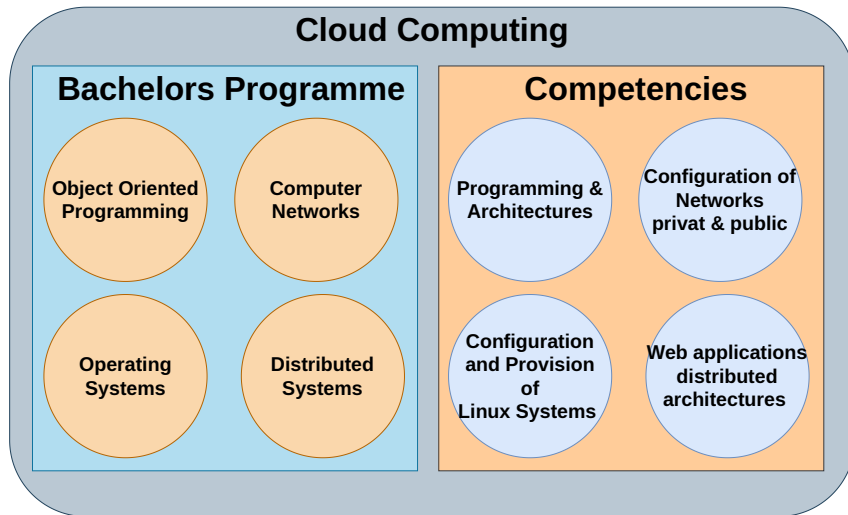 Cloud Computing
Bachelors Programme
Object Oriented
Programming
Computer
Networks
Operating
Systems
Distributed
Systems
Competencies
Programming &
Architectures
Configuration of
Networks
privat & public
Configuration
and Provision
of
Linux Systems
Web applications
distributed
architectures